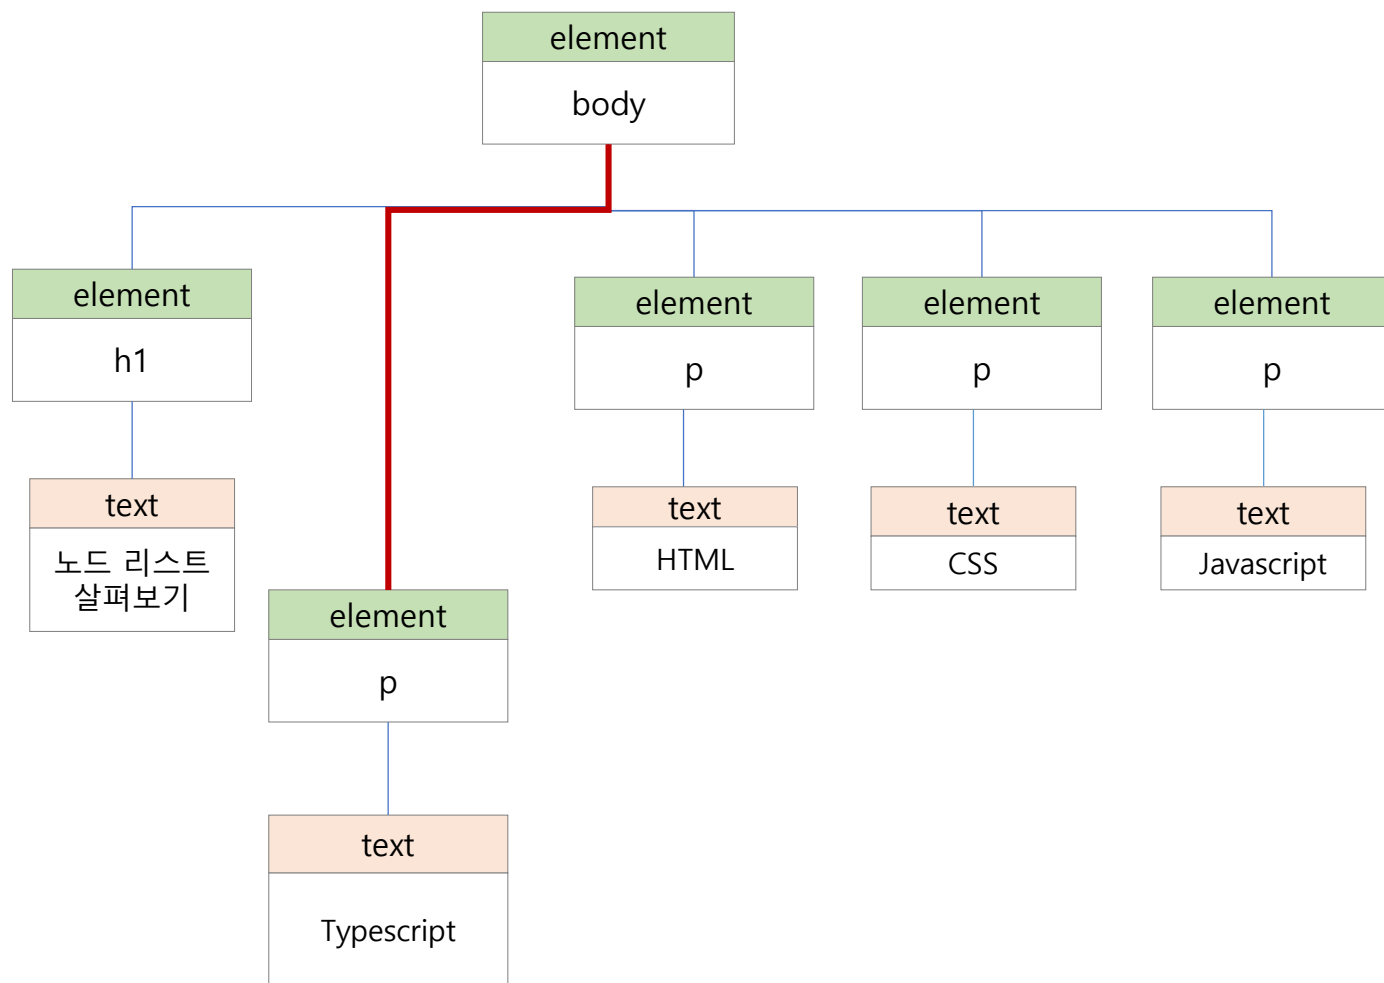 element
body
element
h1
text
노드 리스트
살펴보기
element
p
text
Typescript
element
p
text
HTML
element
p
text
CSS
element
p
text
Javascript